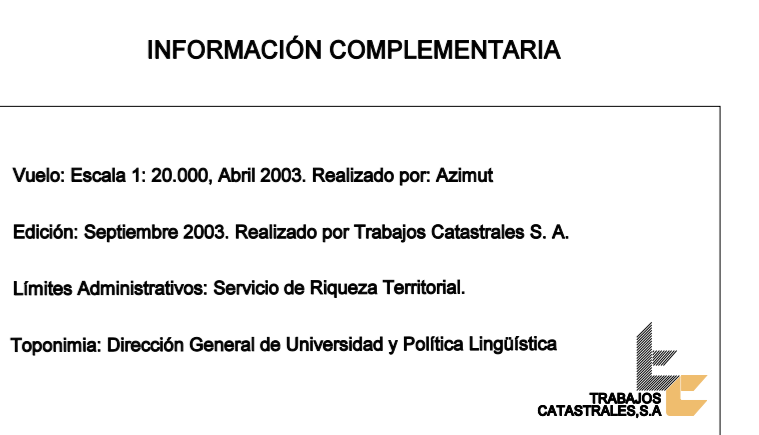 INFORMACIÓN COMPLEMENTARIA
Vuelo: Escala 1: 20.000, Abril 2003. Realizado por: Azimut
Edición: Septiembre 2003. Realizado por Trabajos Catastrales S. A.
Límites Administrativos: Servicio de Riqueza Territorial.
Toponimia: Dirección General de Universidad y Política Lingüística
TRABAJOS
CATASTRALES,S.A